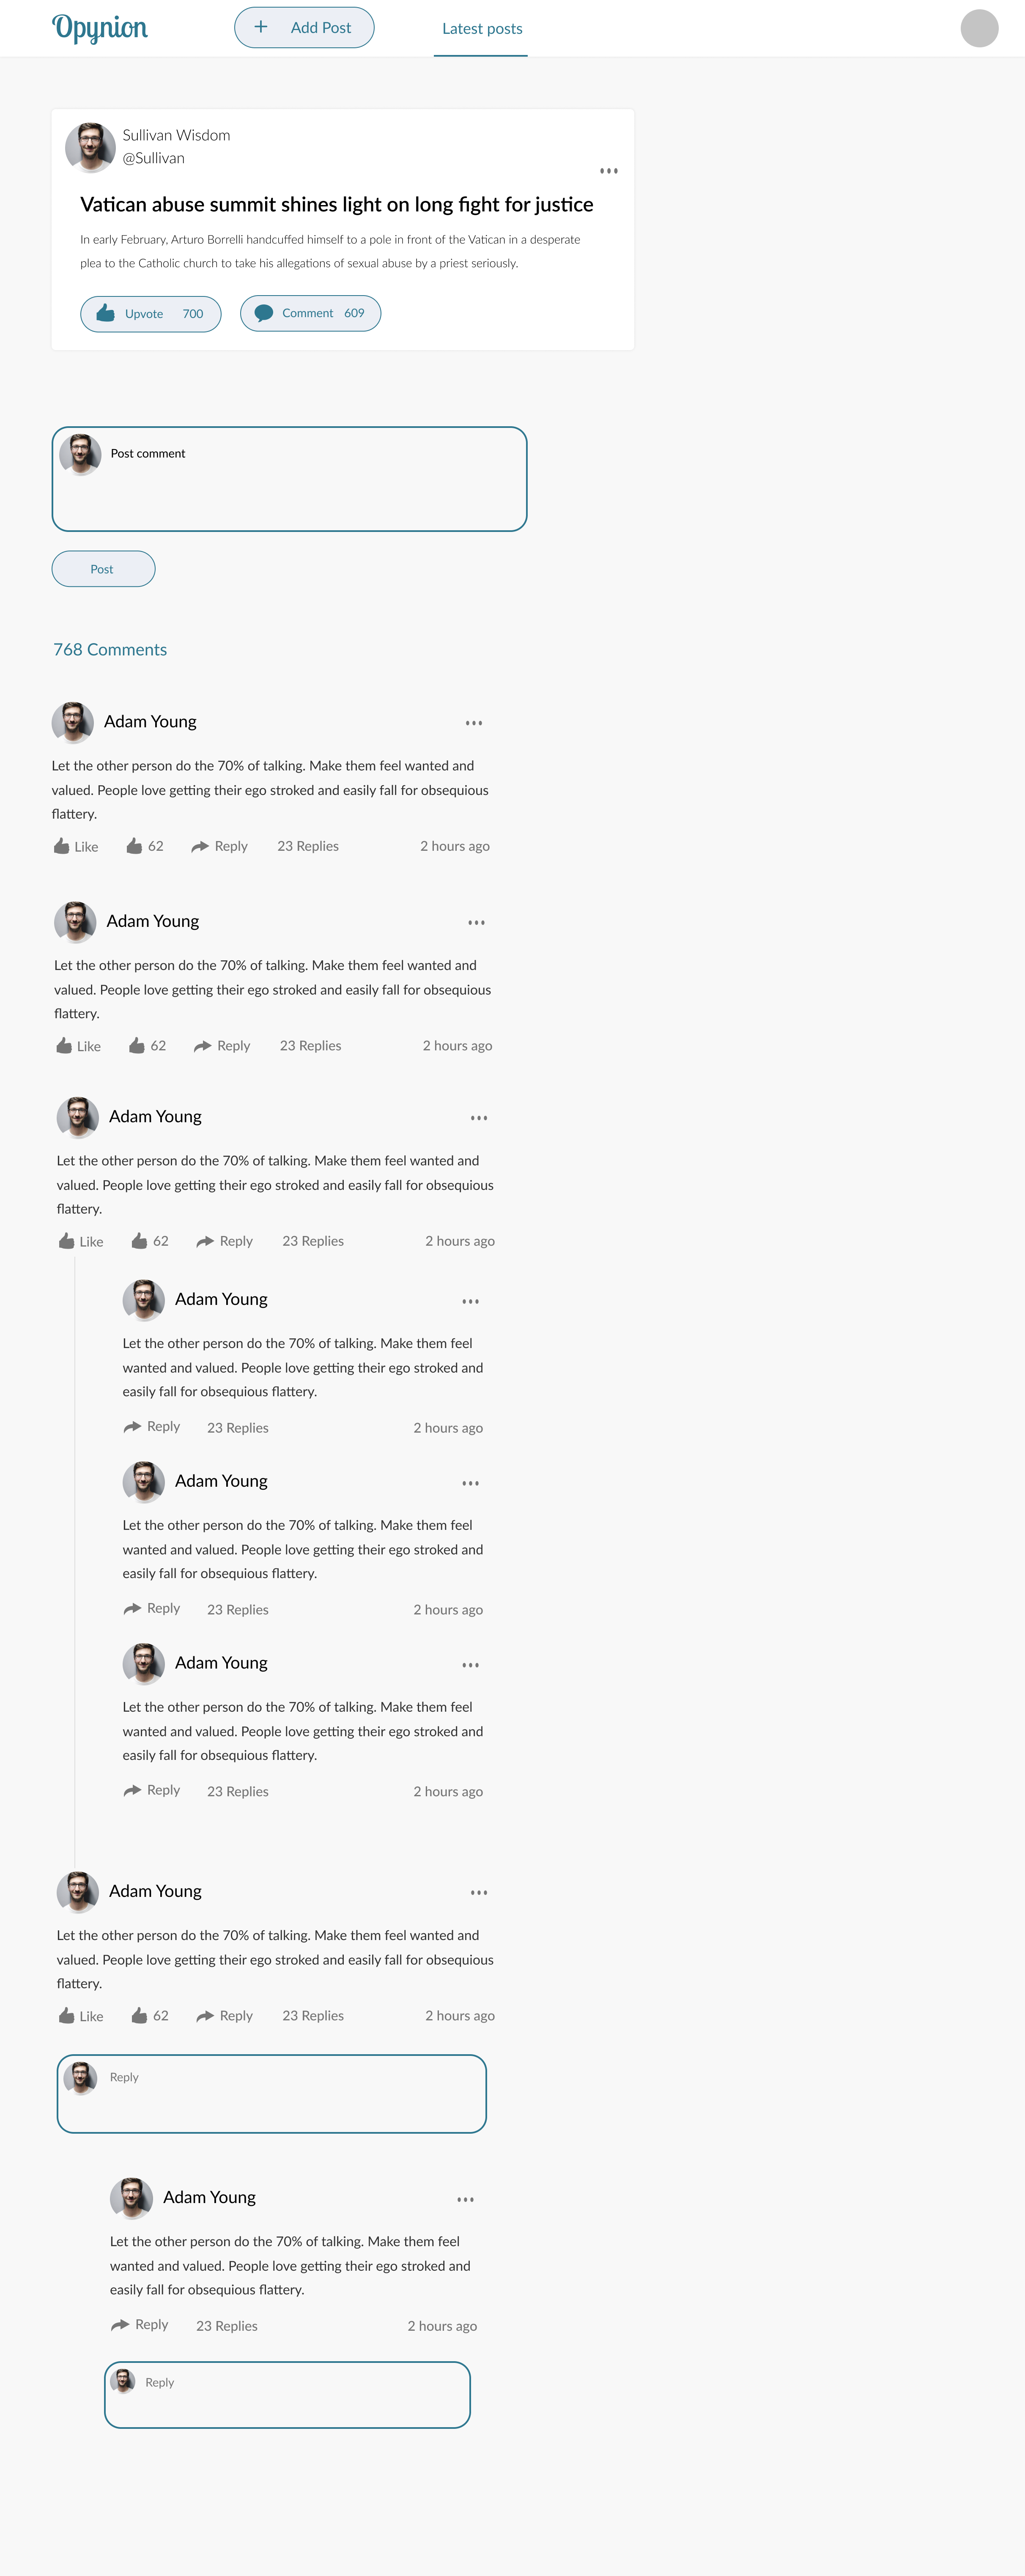 Opynion
+ Add Post
Latest posts
Sullivan Wisdom
@Sullivan
Vatican abuse summit shines light on long fight for justice
In early February, Arturo Borrelli handcuffed himself to a pole in front of the Vatican in a desperate
plea to the Catholic church to take his allegations of sexual abuse by a priest seriously.
Upvote 700
Comment 609
Post comment
Post
768 Comments
Adam Young
Let the other person do the 70% of talking. Make them feel wanted and
valued. People love getting their ego stroked and easily fall for obsequious
flattery.
Like 62 Reply 23 Replies 2 hours ago
Adam Young
Let the other person do the 70% of talking. Make them feel wanted and
valued. People love getting their ego stroked and easily fall for obsequious
flattery.
Like 62 Reply 23 Replies 2 hours ago
Adam Young
Let the other person do the 70% of talking. Make them feel wanted and
valued. People love getting their ego stroked and easily fall for obsequious
flattery.
Like 62 Reply 23 Replies 2 hours ago
Adam Young
Let the other person do the 70% of talking. Make them feel
wanted and valued. People love getting their ego stroked and
easily fall for obsequious flattery.
Reply 23 Replies 2 hours ago
Adam Young
Let the other person do the 70% of talking. Make them feel
wanted and valued. People love getting their ego stroked and
easily fall for obsequious flattery.
Reply 23 Replies 2 hours ago
Adam Young
Let the other person do the 70% of talking. Make them feel
wanted and valued. People love getting their ego stroked and
easily fall for obsequious flattery.
Reply 23 Replies 2 hours ago
Adam Young
Let the other person do the 70% of talking. Make them feel wanted and
valued. People love getting their ego stroked and easily fall for obsequious
flattery.
Like 62 Reply 23 Replies 2 hours ago
Reply
Adam Young
Let the other person do the 70% of talking. Make them feel
wanted and valued. People love getting their ego stroked and
easily fall for obsequious flattery.
Reply 23 Replies 2 hours ago
Reply